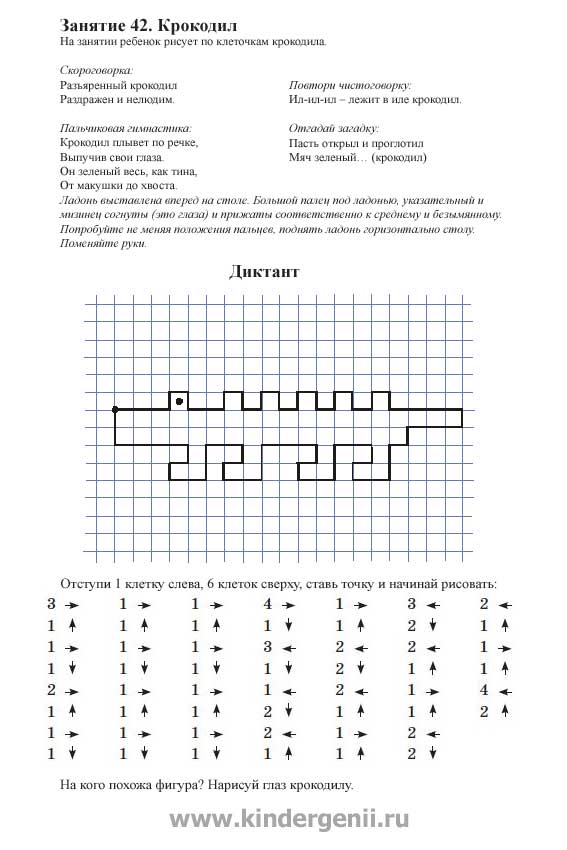 Занятие 42. Крокодил
На занятии ребенок рисует по клеточкам крокодила.
Скороговорка:
Разъяренный крокодил
Раздражен и нелюдим.
Повтори чистоговорку:
Ил-ил-ил – лежит в иле крокодил.
Пальчиковая гимнастика:
Крокодил плывет по речке,
Выпучив свои глаза.
Он зеленый весь, как тина,
От макушки до хвоста.
Отгадай загадку:
Пасть открыл и проглотил
Мяч зеленый… (крокодил)
Ладонь выставлена вперед на столе. Большой палец под ладонью, указательный и
мизинец согнуты (это глаза) и прижаты соответственно к среднему и безымянному.
Попробуйте не меняя положения пальцев, поднять ладонь горизонтально столу.
Поменяйте руки.
Диктант
Отступи 1 клетку слева, 6 клеток сверху, ставь точку и начинай рисовать:
3 → 1 → 1 → 4 → 1 → 3 ← 2 ←
1 ↑ 1 ↑ 1 ↑ 1 ↓ 1 ↑ 2 ↓ 1 ↑
1 → 1 → 1 → 3 ← 2 ← 2 ← 1 →
1 ↓ 1 ↓ 1 ↓ 1 ↓ 2 ↓ 1 ↑ 1 ↑
2 → 1 → 1 → 1 ← 2 ← 1 → 4 ←
1 ↑ 1 ↑ 1 ↑ 2 ↓ 1 ↑ 1 ↑ 2 ↑
1 → 1 → 1 → 2 ← 1 → 2 ←
1 ↓ 1 ↓ 1 ↓ 1 ↑ 1 ↑ 2 ↓
На кого похожа фигура? Нарисуй глаз крокодилу.
www.kindergenii.ru